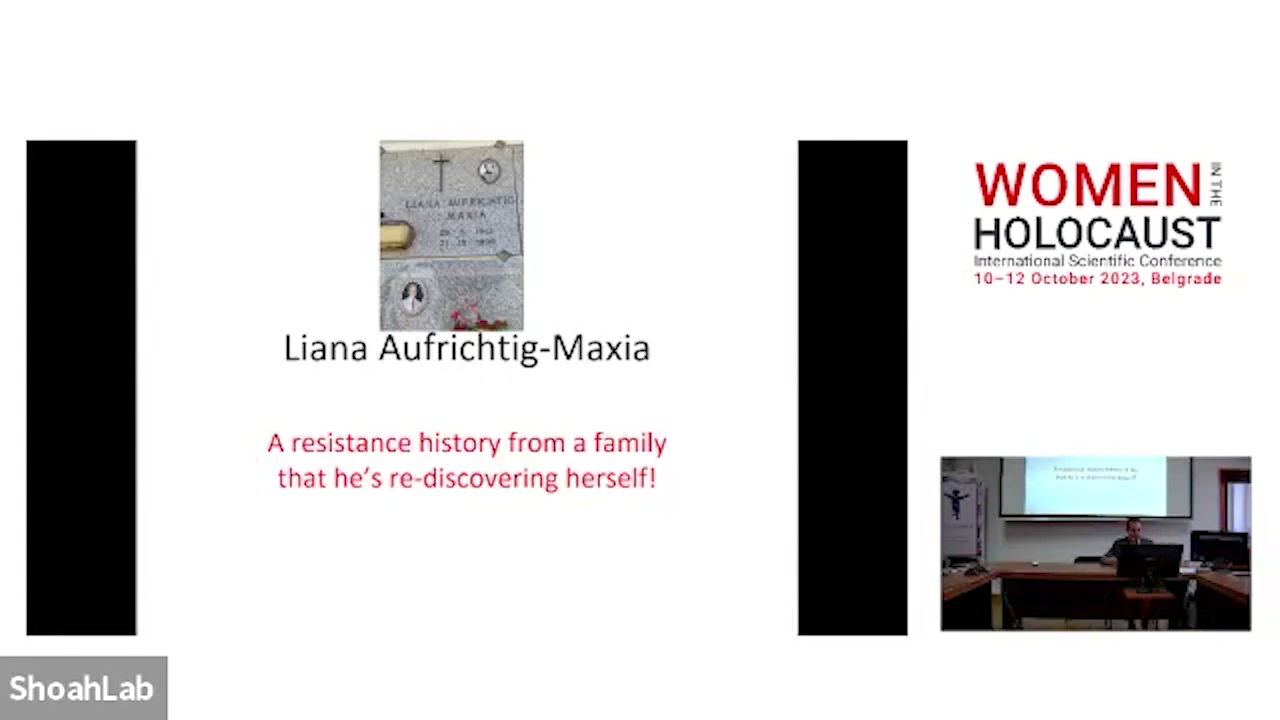 LIANA AUFRICHTIG
MAXIA
Liana Aufrichtig-Maxia
A resistance history from a family
that he's re-discovering herself!
WOMEN IN THE
HOLOCAUST
International Scientific Conference
10–12 October 2023, Belgrade
ShoahLab